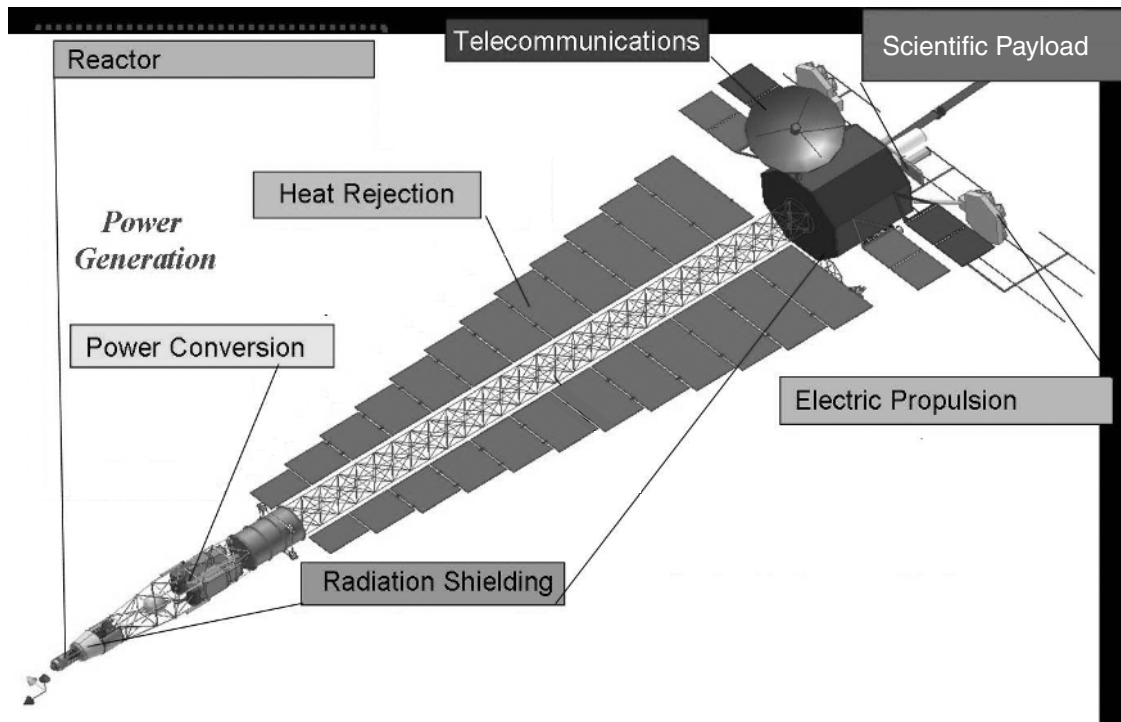 Telecommunications
Scientific Payload
Reactor
Heat Rejection
Power
Generation
Power Conversion
Electric Propulsion
Radiation Shielding